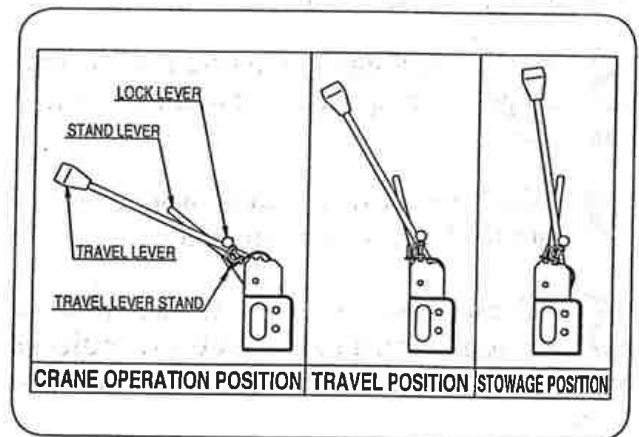 LOCK LEVER
STAND LEVER
TRAVEL LEVER
TRAVEL LEVER STAND
CRANE OPERATION POSITION
TRAVEL POSITION
STOWAGE POSITION